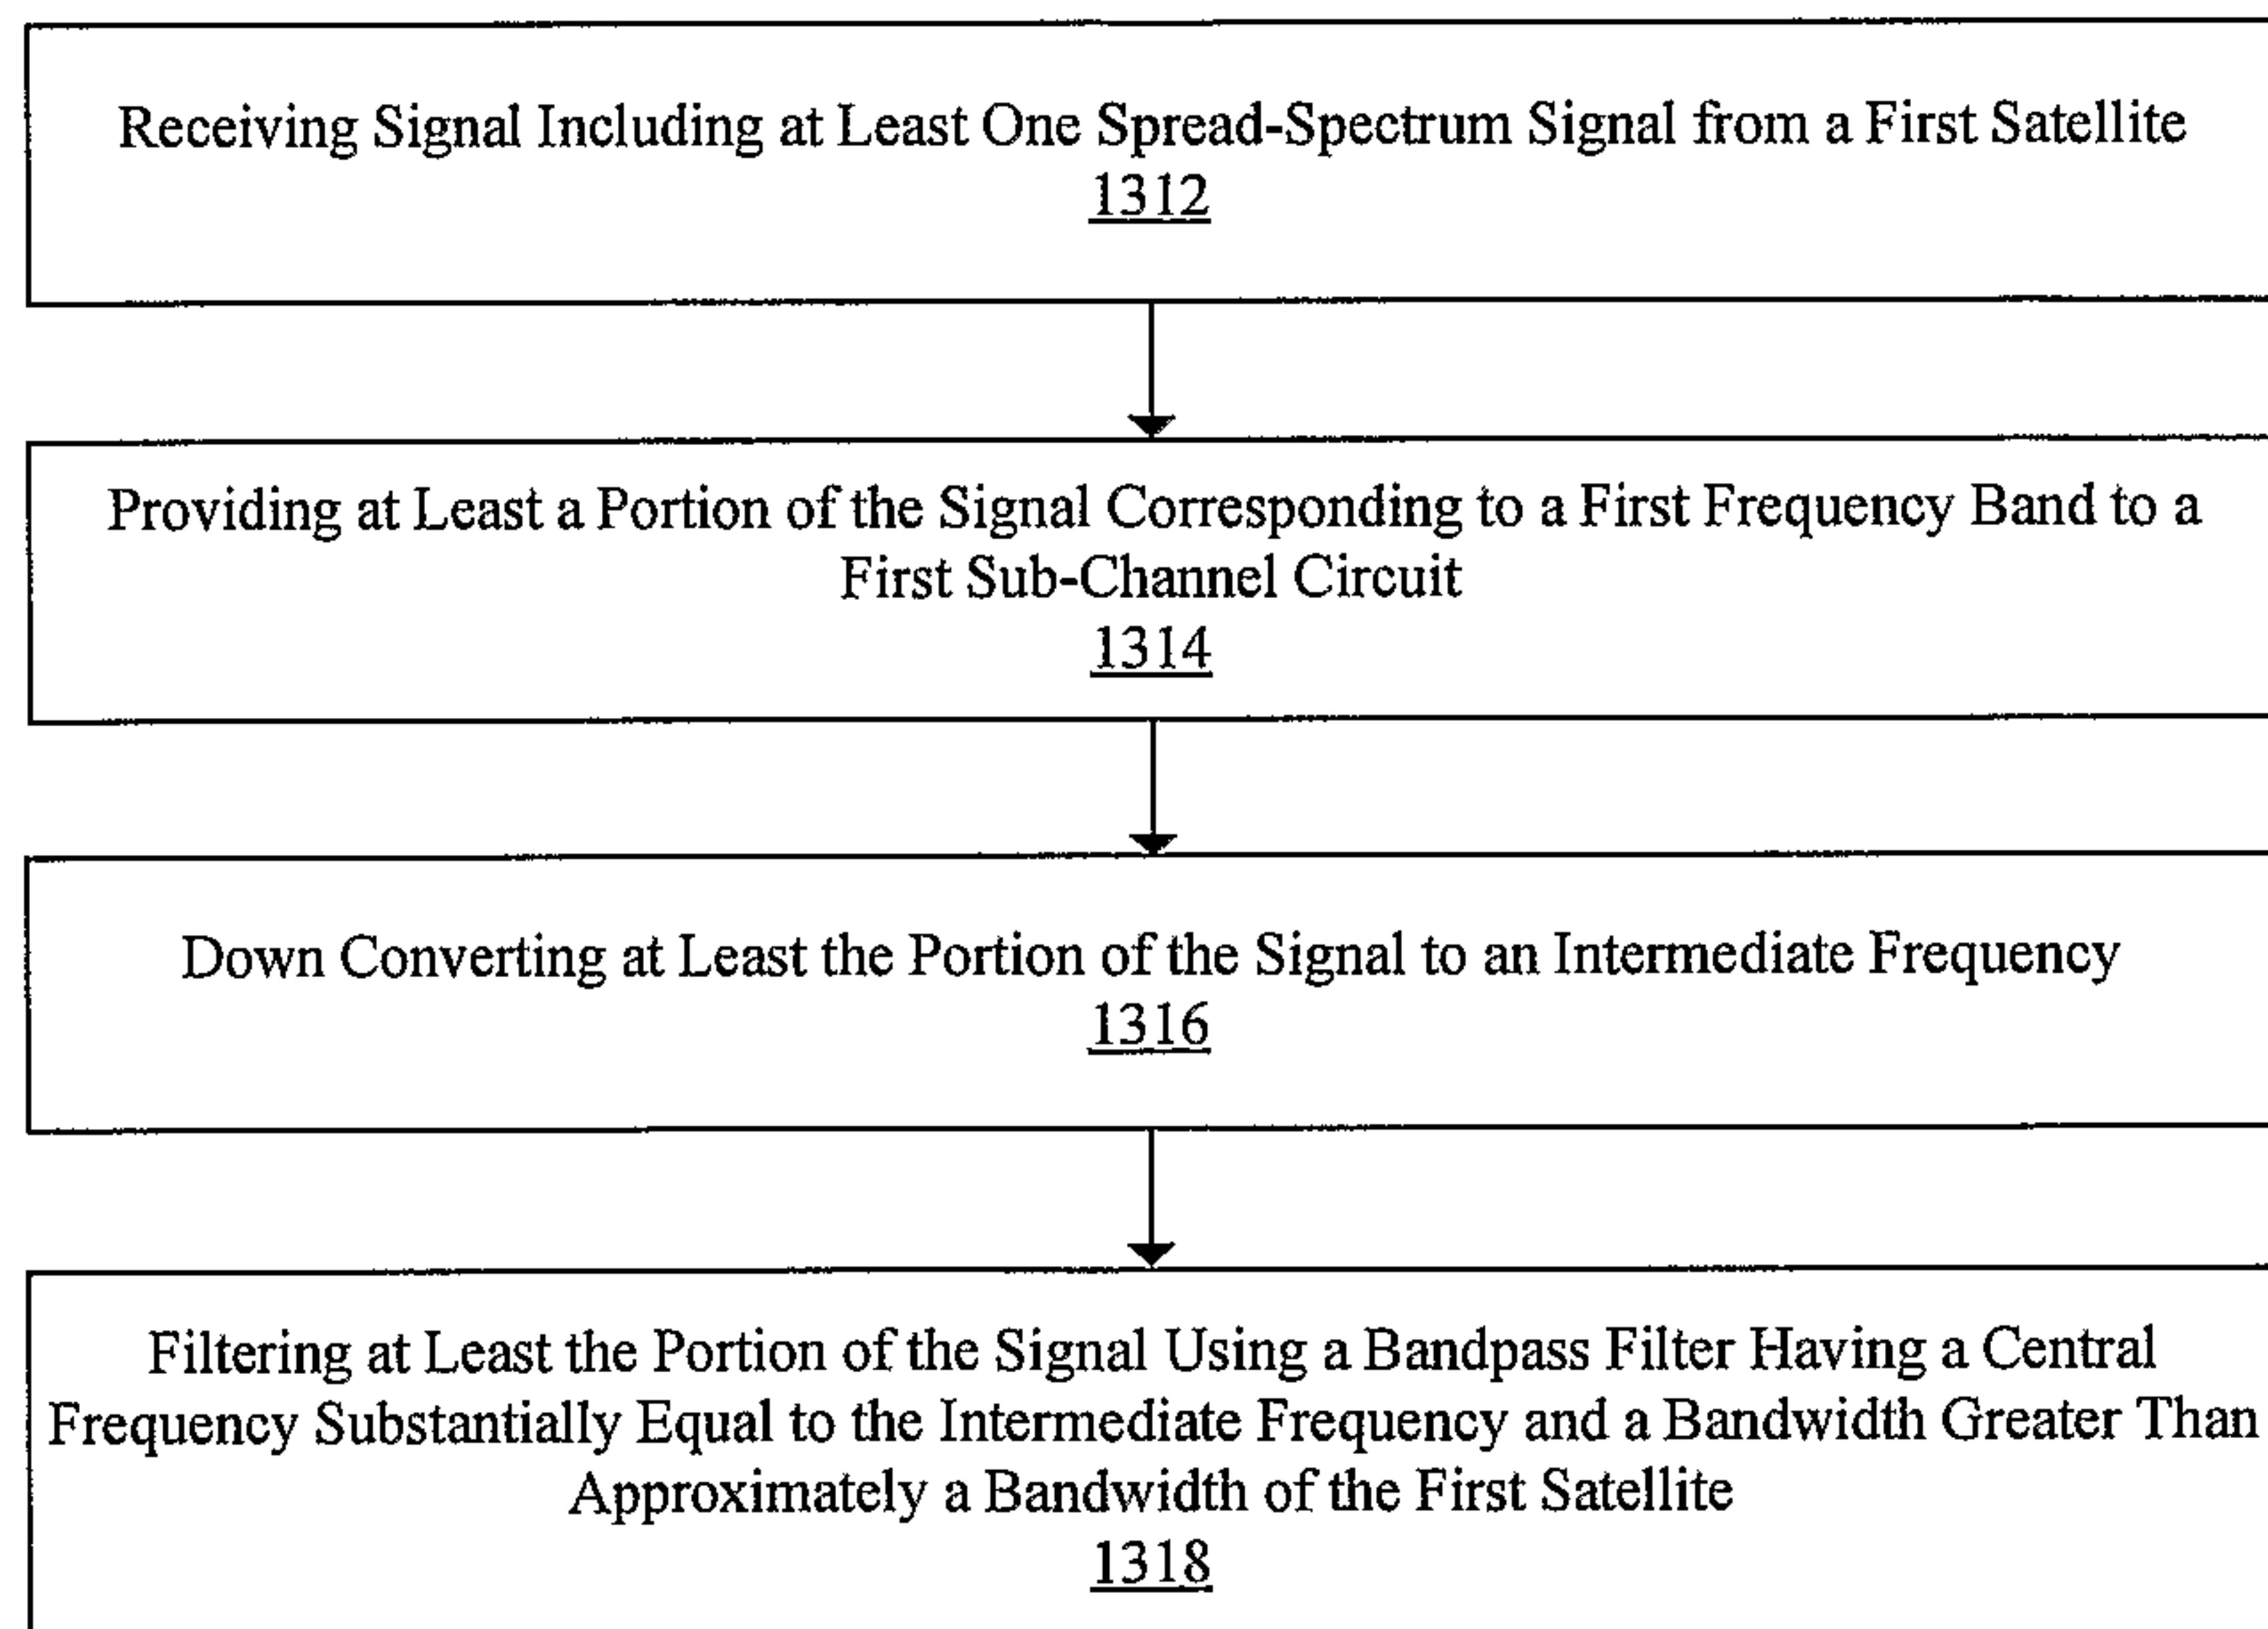 Receiving Signal Including at Least One Spread-Spectrum Signal from a First Satellite
1312
Providing at Least a Portion of the Signal Corresponding to a First Frequency Band to a
First Sub-Channel Circuit
1314
Down Converting at Least the Portion of the Signal to an Intermediate Frequency
1316
Filtering at Least the Portion of the Signal Using a Bandpass Filter Having a Central
Frequency Substantially Equal to the Intermediate Frequency and a Bandwidth Greater Than
Approximately a Bandwidth of the First Satellite
1318